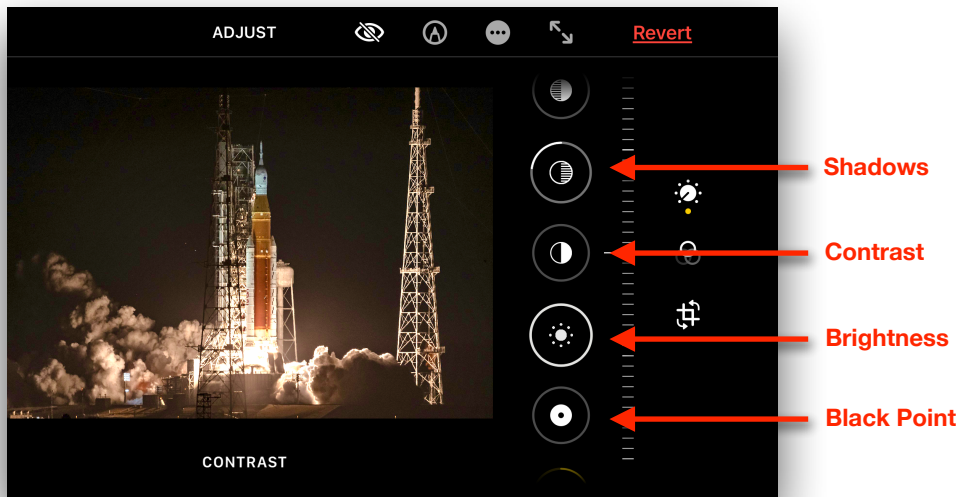 ADJUST
Revert
Shadows
Contrast
Brightness
Black Point
CONTRAST